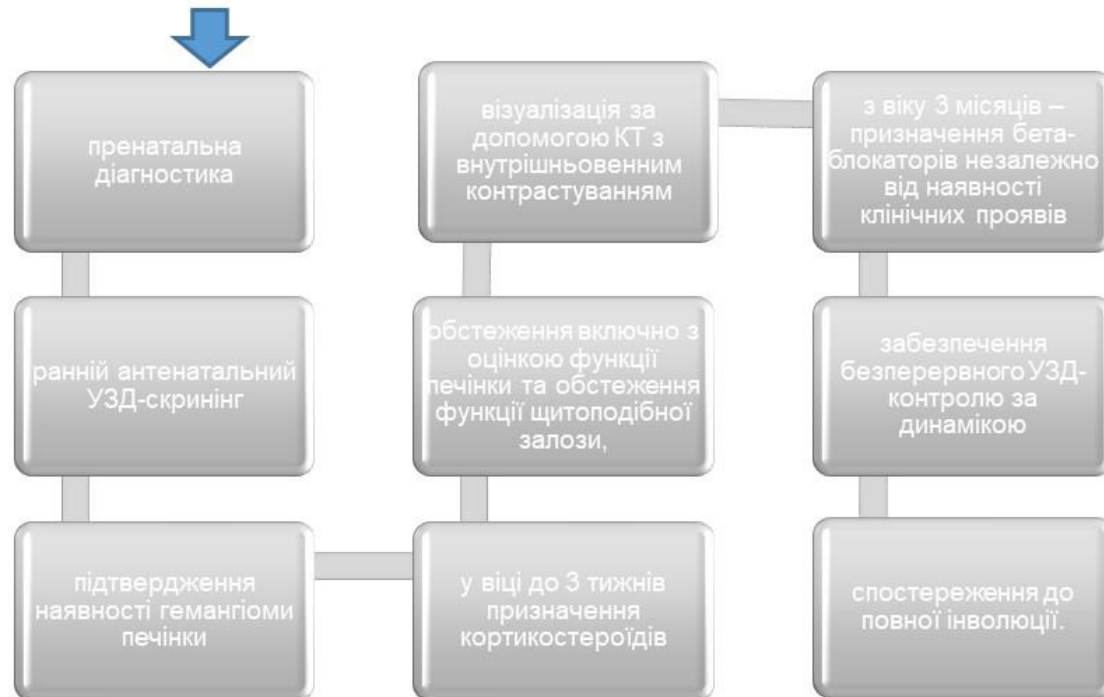 пренатальна
діагностика
ранній антенатальний
УЗД-скринінг
підтвердження
наявності гемангіоми
печінки
у віці до 3 тижнів
призначення
кортикостероїдів
обстеження включно з
оцінкою функції
печінки та обстеження
функції щитоподібної
залози,
візуалізація за
допомогою КТ з
внутрішньовенним
контрастуванням
з віку 3 місяців –
призначення бета-
блокаторів незалежно
від наявності
клінічних проявів
забезпечення
безперервного УЗД-
контролю за
динамікою
спостереження до
повної інволюції.